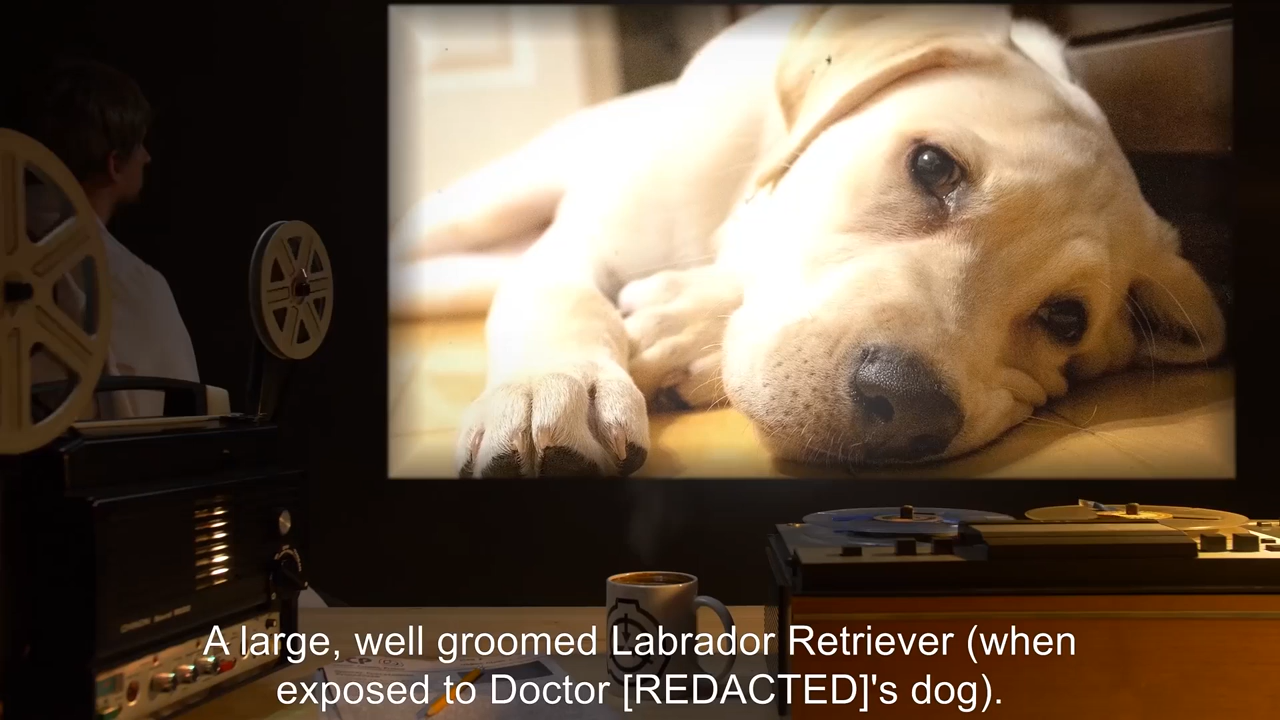 A large, well groomed Labrador Retriever (when
exposed to Doctor [REDACTED]'s dog).